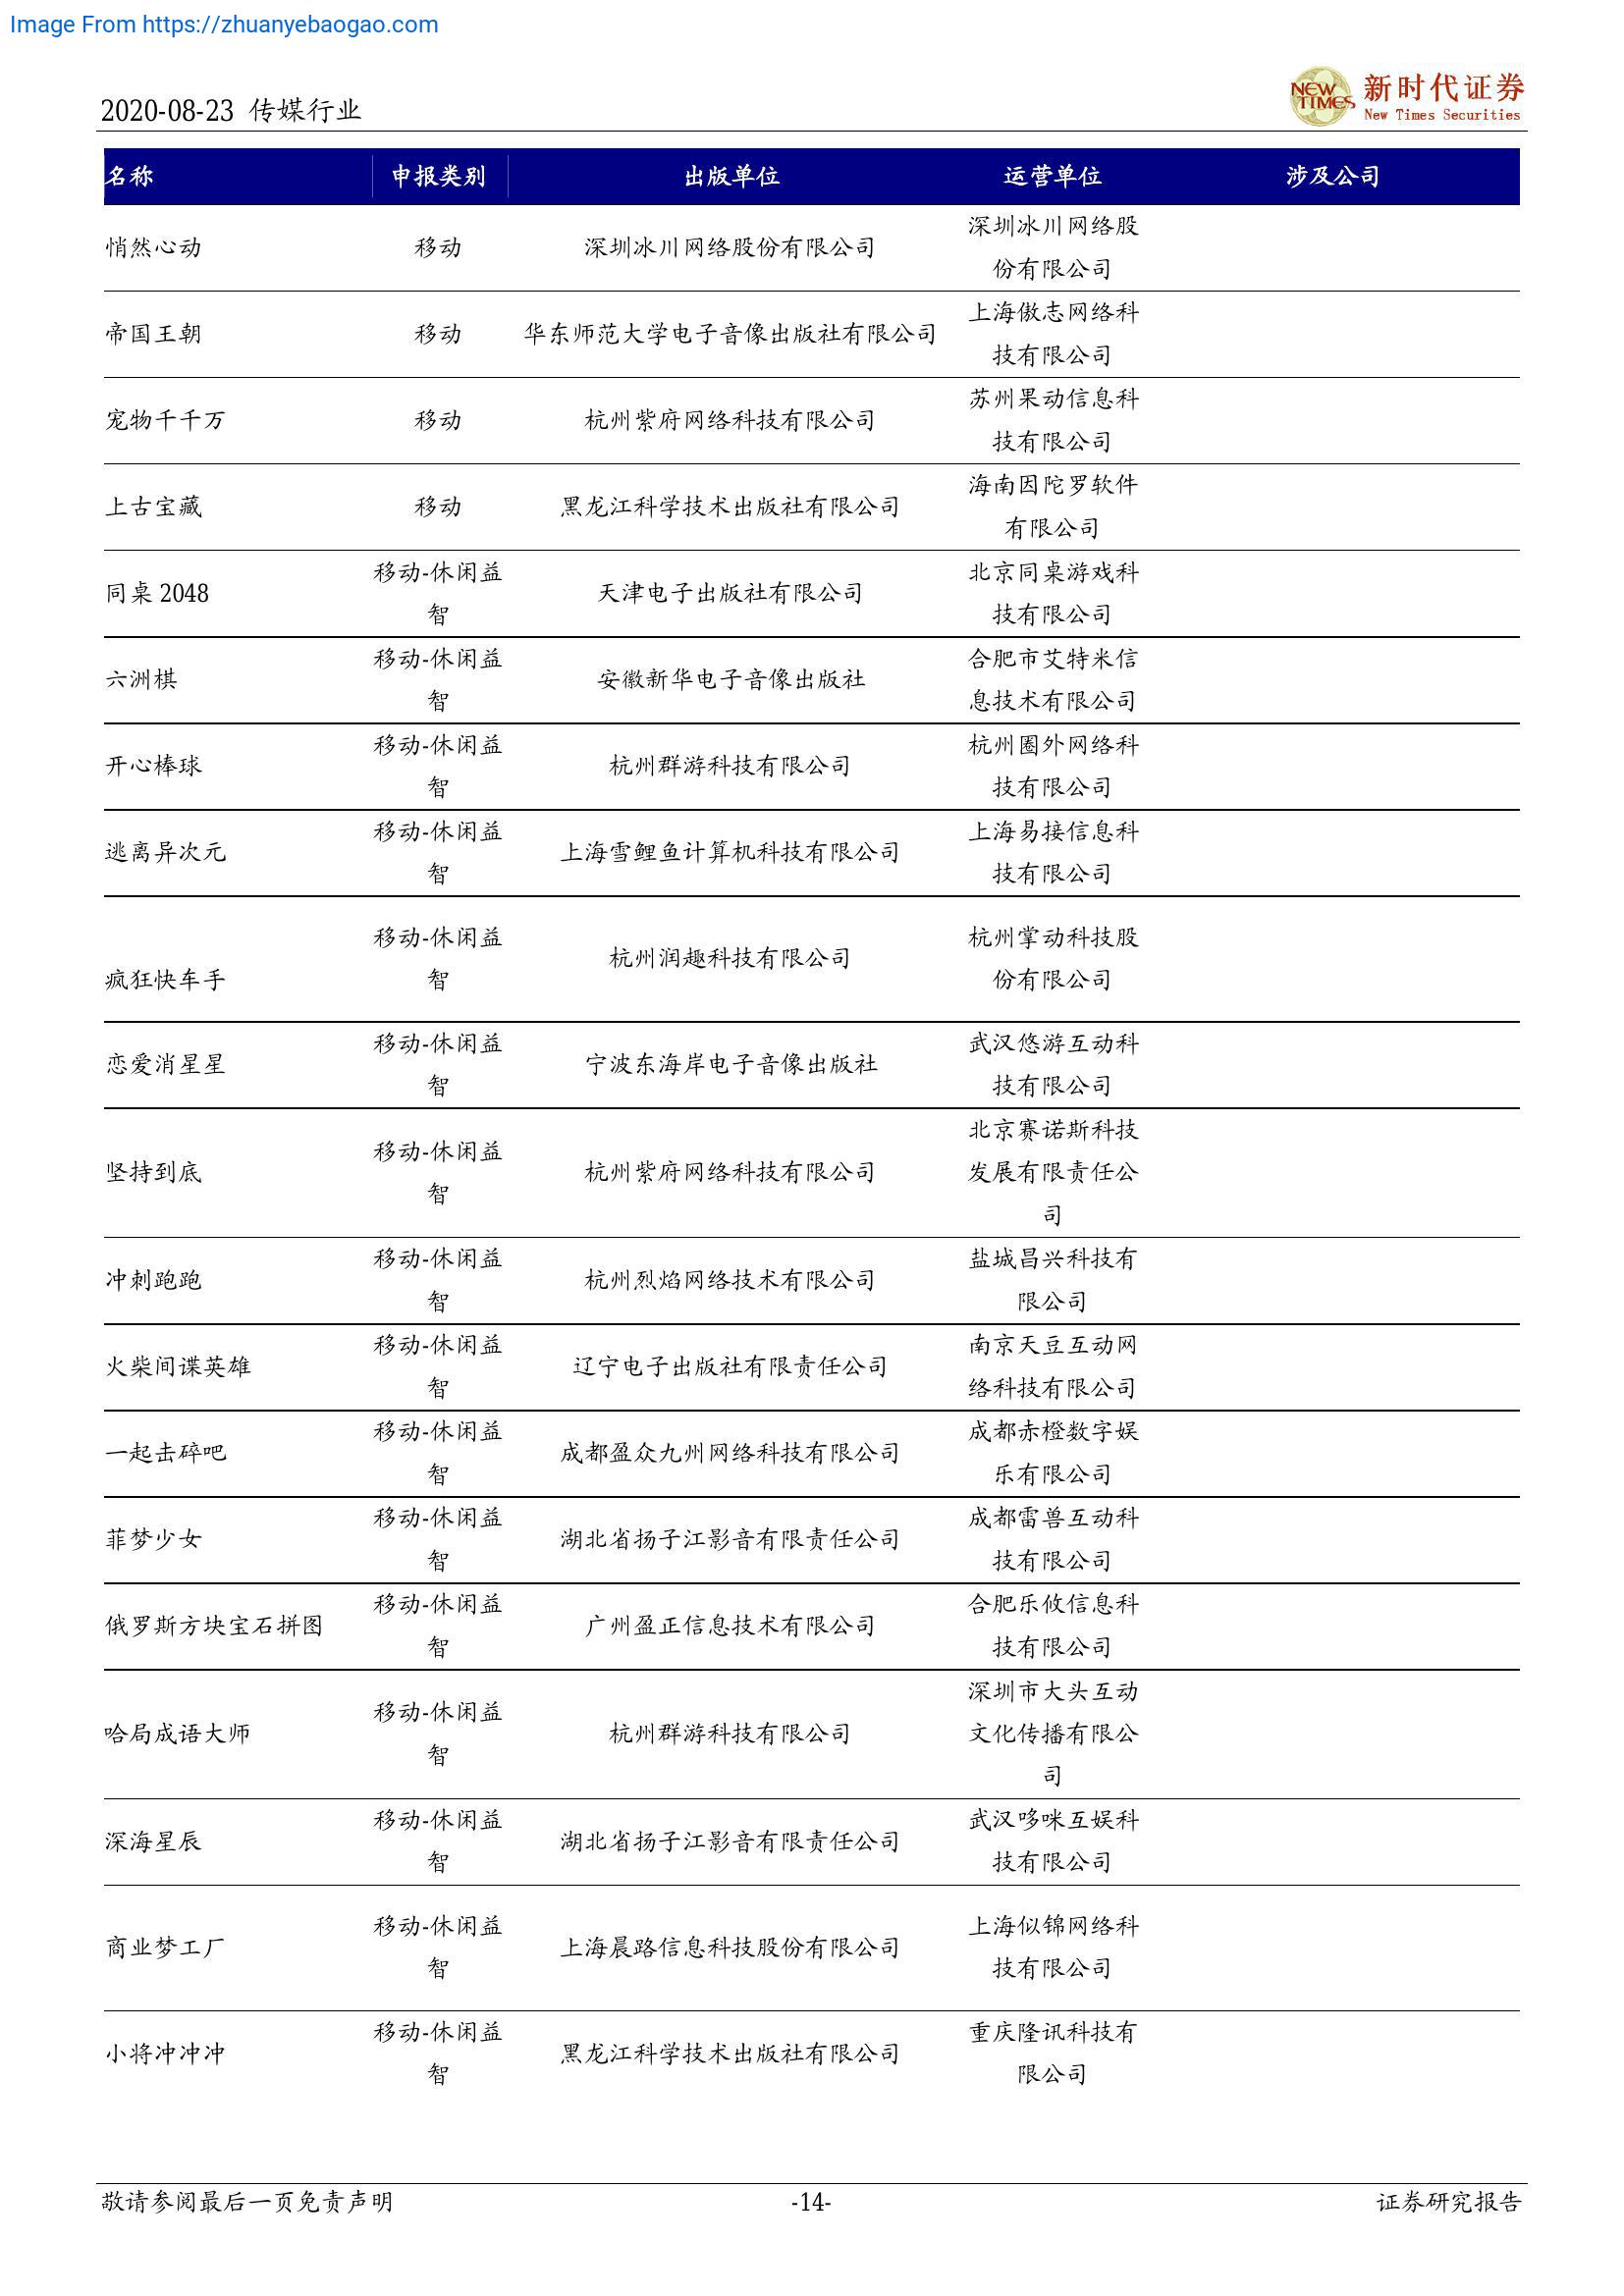 Image From https://zhuanyebaogao.com
2020-08-23 传媒行业
NEW TIMES
新时代证券
New Times Securities
名称 申报类别 出版单位 运营单位 涉及公司
悄然心动 移动 深圳冰川网络股份有限公司 深圳冰川网络股
份有限公司
帝国王朝 移动 华东师范大学电子音像出版社有限公司 上海傲志网络科
技有限公司
宠物千千万 移动 杭州紫府网络科技有限公司 苏州果动信息科
技有限公司
上古宝藏 移动 黑龙江科学技术出版社有限公司 海南因陀罗软件
有限公司
同桌 2048 移动-休闲益
智 天津电子出版社有限公司 北京同桌游戏科
技有限公司
六洲棋 移动-休闲益
智 安徽新华电子音像出版社 合肥市艾特米信
息技术有限公司
开心棒球 移动-休闲益
智 杭州群游科技有限公司 杭州圈外网络科
技有限公司
逃离异次元 移动-休闲益
智 上海雪鲤鱼计算机科技有限公司 上海易接信息科
技有限公司
疯狂快车手 移动-休闲益
智 杭州润趣科技有限公司 杭州掌动科技股
份有限公司
恋爱消星星 移动-休闲益
智 宁波东海岸电子音像出版社 武汉悠游互动科
技有限公司
坚持到底 移动-休闲益
智 杭州紫府网络科技有限公司 北京赛诺斯科技
发展有限责任公
司
冲刺跑跑 移动-休闲益
智 杭州烈焰网络技术有限公司 盐城昌兴科技有
限公司
火柴间谍英雄 移动-休闲益
智 辽宁电子出版社有限责任公司 南京天豆互动网
络科技有限公司
一起击碎吧 移动-休闲益
智 成都盈众九州网络科技有限公司 成都赤橙数字娱
乐有限公司
菲梦少女 移动-休闲益
智 湖北省扬子江影音有限责任公司 成都雷兽互动科
技有限公司
俄罗斯方块宝石拼图 移动-休闲益
智 广州盈正信息技术有限公司 合肥乐攸信息科
技有限公司
哈局成语大师 移动-休闲益
智 杭州群游科技有限公司 深圳市大头互动
文化传播有限公
司
深海星辰 移动-休闲益
智 湖北省扬子江影音有限责任公司 武汉哆咪互娱科
技有限公司
商业梦工厂 移动-休闲益
智 上海晨路信息科技股份有限公司 上海似锦网络科
技有限公司
小将冲冲冲 移动-休闲益
智 黑龙江科学技术出版社有限公司 重庆隆讯科技有
限公司
敬请参阅最后一页免责声明 -14- 证券研究报告